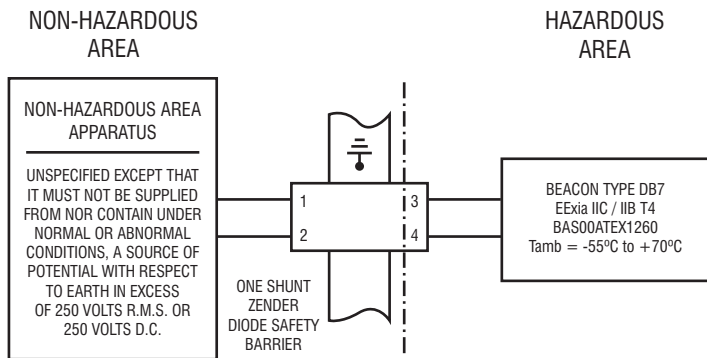 NON-HAZARDOUS
AREA
HAZARDOUS
AREA
NON-HAZARDOUS AREA
APPARATUS
UNSPECIFIED EXCEPT THAT
IT MUST NOT BE SUPPLIED
FROM NOR CONTAIN UNDER
NORMAL OR ABNORMAL
CONDITIONS, A SOURCE OF
POTENTIAL WITH RESPECT
TO EARTH IN EXCESS
OF 250 VOLTS R.M.S. OR
250 VOLTS D.C.
1
2
3
4
ONE SHUNT
ZENDER
DIODE SAFETY
BARRIER
BEACON TYPE DB7
EExia IIC / IIB T4
BAS00ATEX1260
Tamb = -55ºC to +70ºC